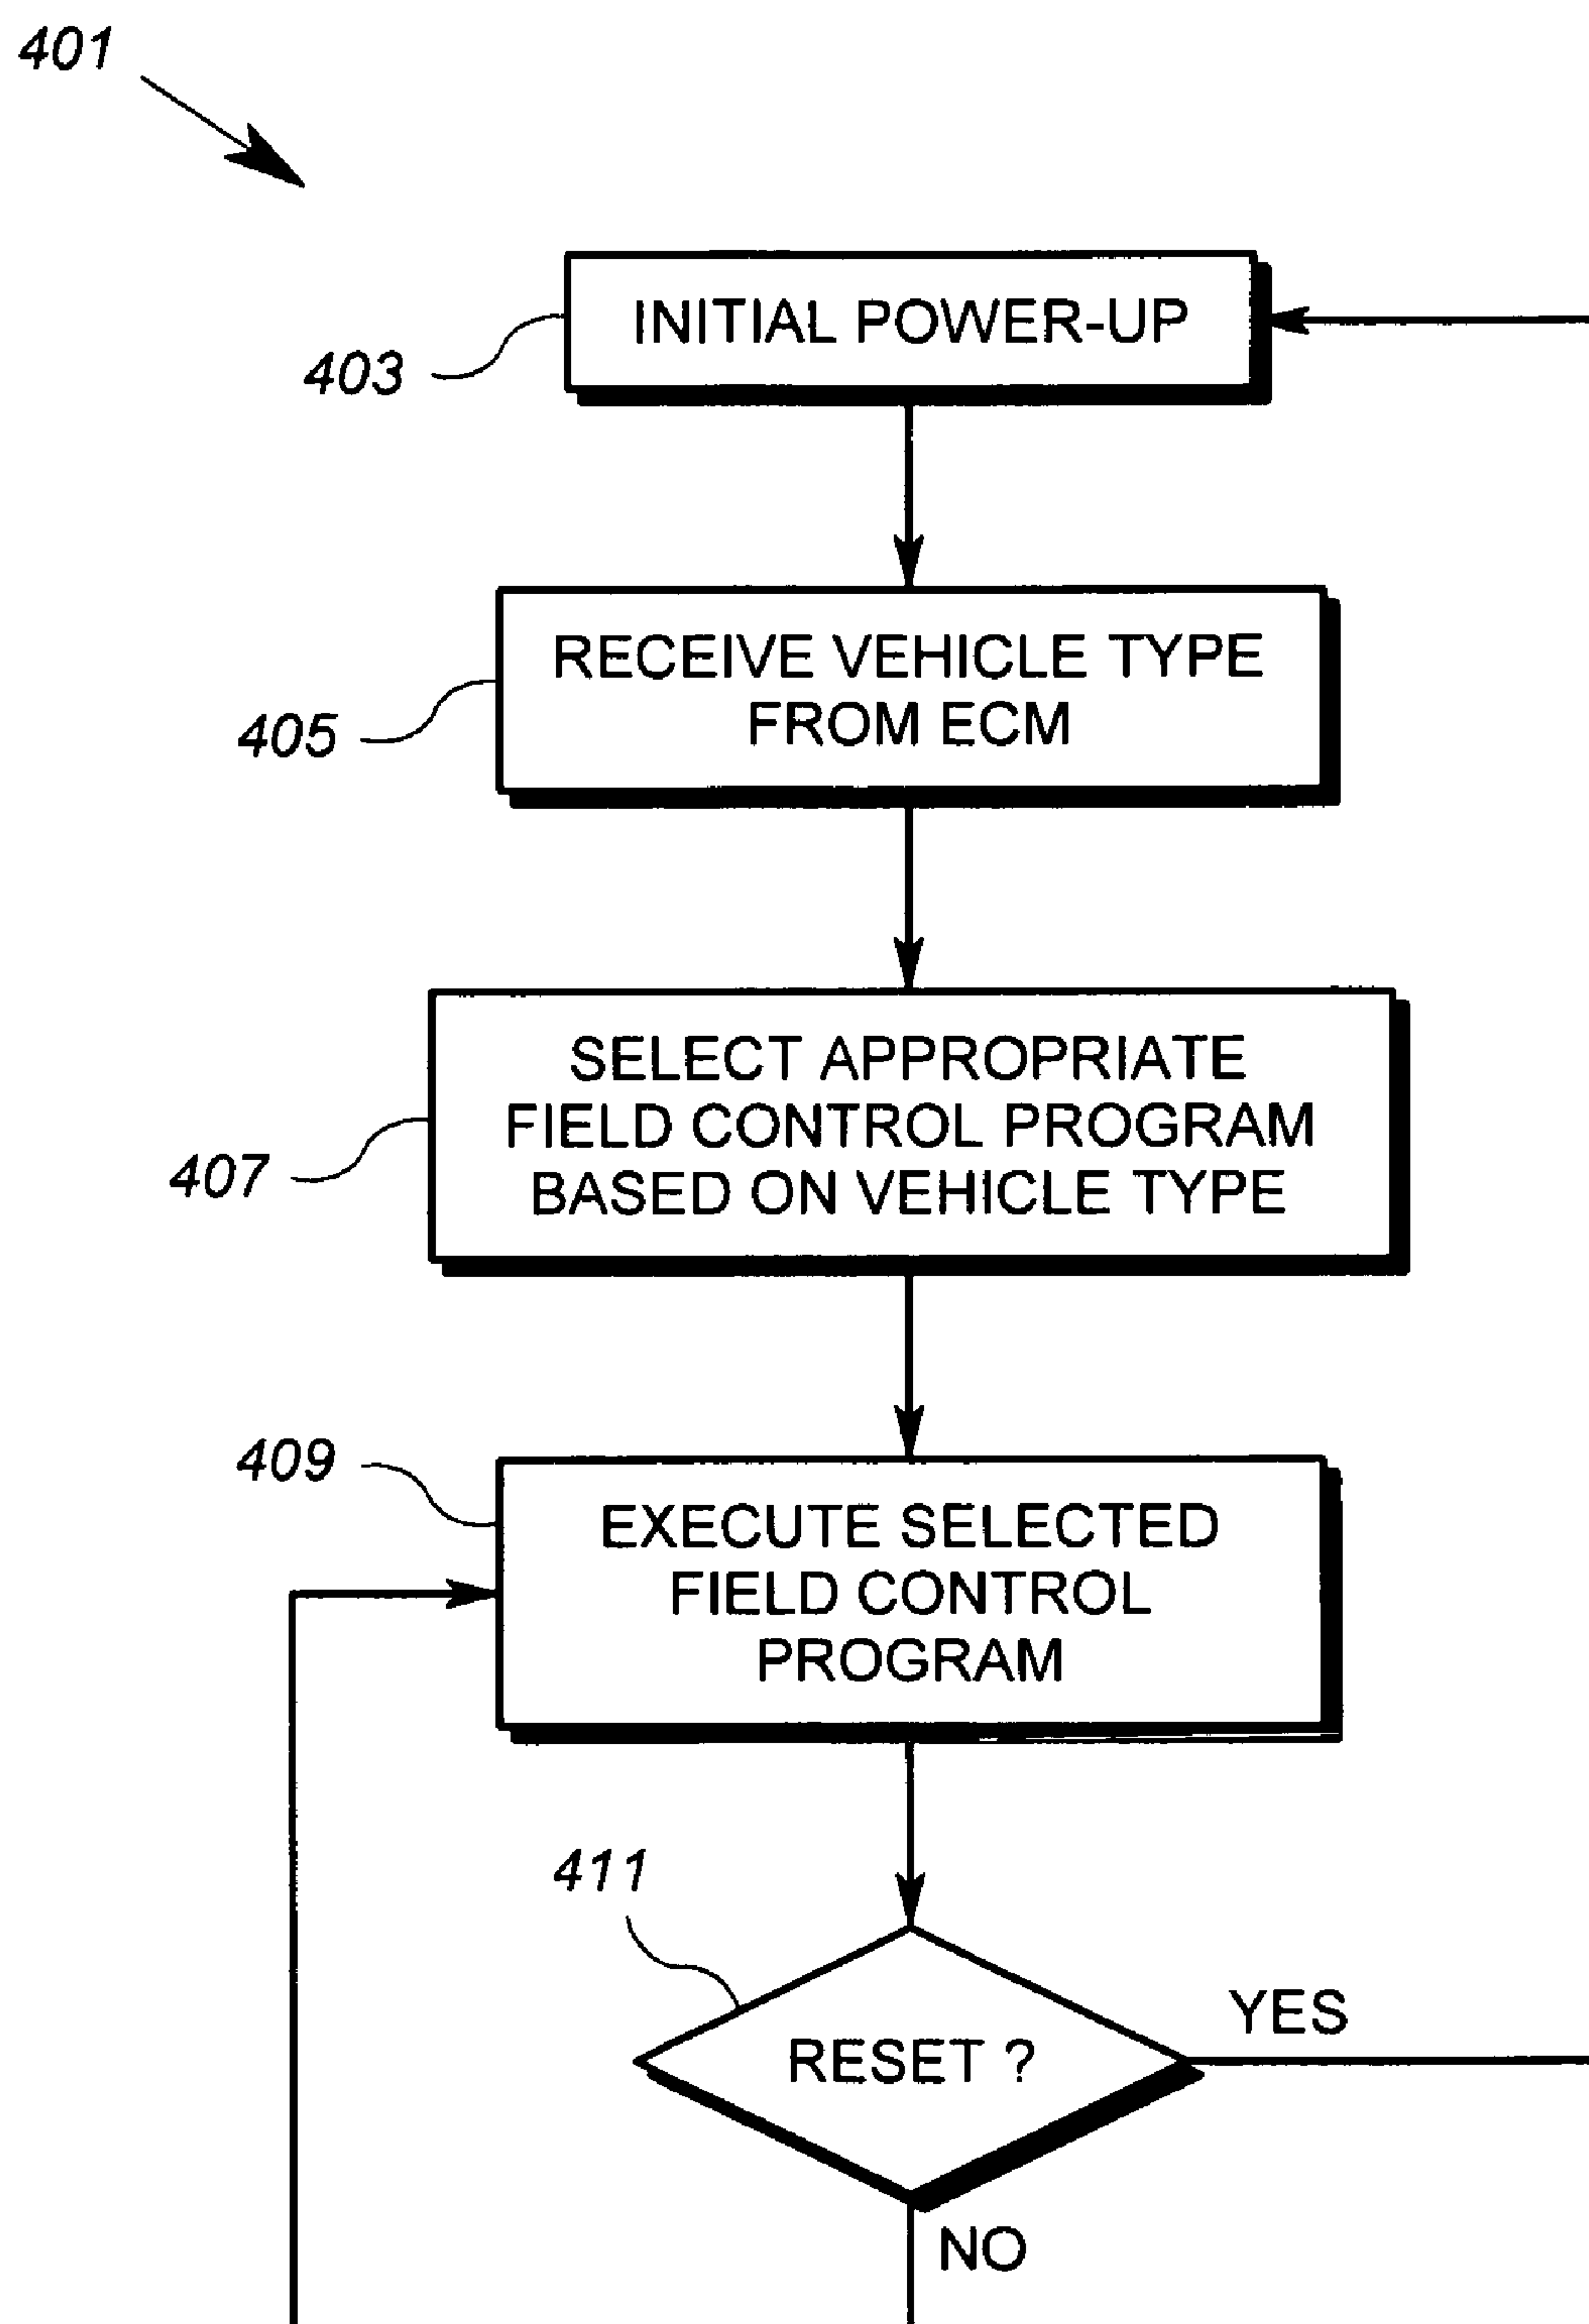 401
INITIAL POWER-UP
403
RECEIVE VEHICLE TYPE
FROM ECM
405
SELECT APPROPRIATE
FIELD CONTROL PROGRAM
BASED ON VEHICLE TYPE
407
409
EXECUTE SELECTED
FIELD CONTROL
PROGRAM
411
YES
RESET ?
NO